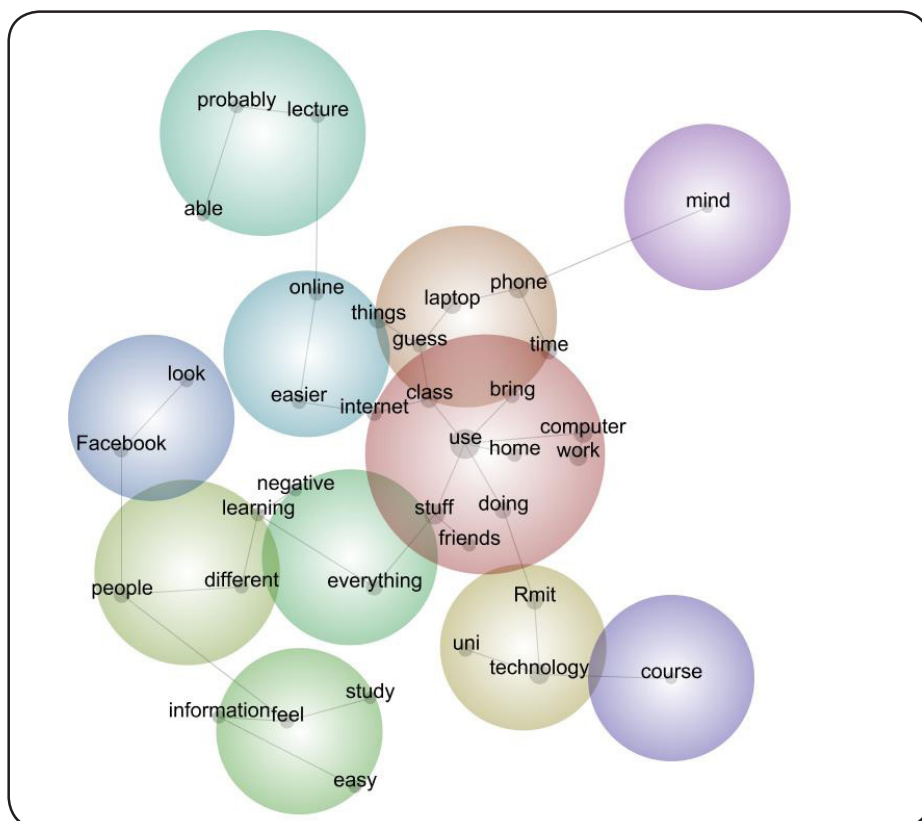 probably
lecture
able
mind
online
phone
laptop
things
guess
time
look
easier
internet
class
bring
Facebook
use
computer
home
work
negative
learning
stuff
doing
friends
people
different
everything
Rmit
uni
technology
course
study
information
feel
easy